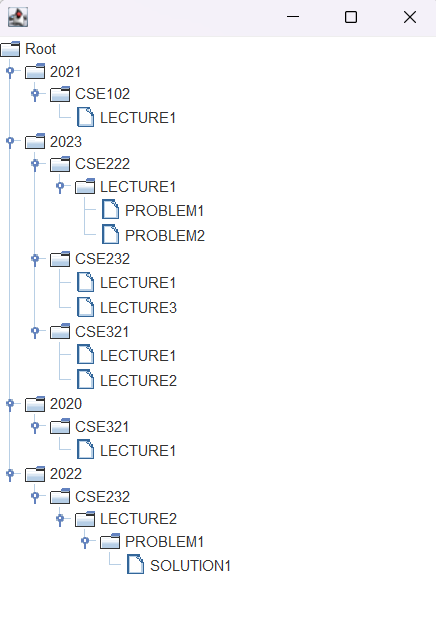 Root
2021
CSE102
LECTURE1
2023
CSE222
LECTURE1
PROBLEM1
PROBLEM2
CSE232
LECTURE1
LECTURE3
CSE321
LECTURE1
LECTURE2
2020
CSE321
LECTURE1
2022
CSE232
LECTURE2
PROBLEM1
SOLUTION1